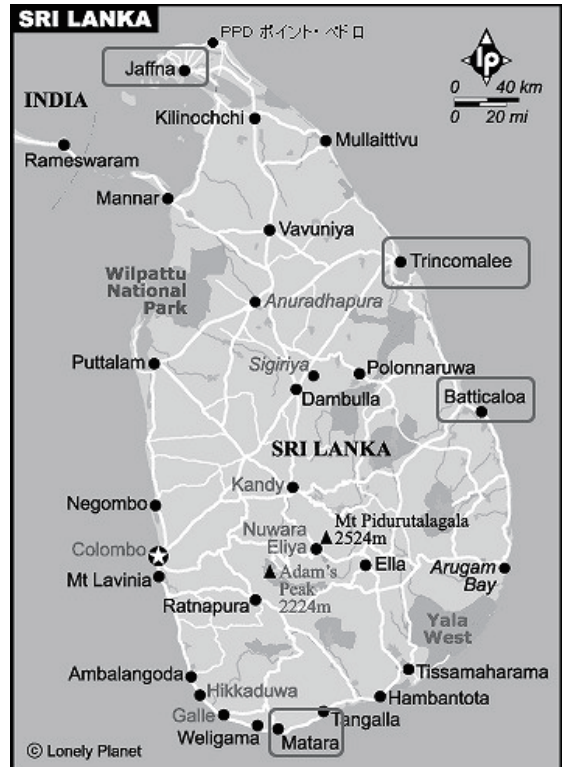 SRI LANKA
PPD ポイント・ペドロ
Jaffna
INDIA
lp
0 40 km
0 20 mi
Kilinochchi
Mullaittivu
Rameswaram
Mannar
Vavuniya
Trincomalee
Wilpattu
National
Park
Anuradhapura
Puttalam
Sigiriya
Polonnaruwa
Dambulla
Batticaloa
SRI LANKA
Kandy
Negombo
Mt Pidurutalagala
2524m
Nuwara
Eliya
Colombo
Mt Lavinia
Adam's
Peak
2224m
Ella
Arugam
Bay
Ratnapura
Yala
West
Ambalangoda
Tissamaharama
Hikkaduwa
Hambantota
Galle
Tangalla
Weligama
Matara
© Lonely Planet